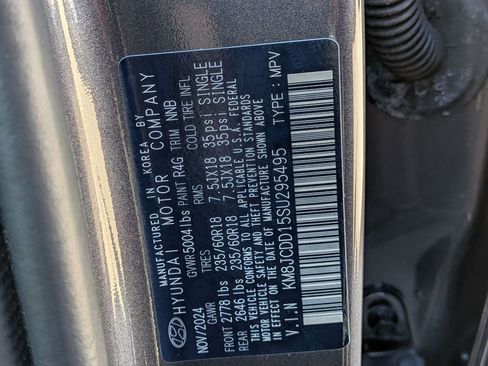 MANUFACTURED IN KOREA BY
HYUNDAI MOTOR COMPANY
NOV/2024 GVWR 5004 lbs PAINT R4G TRIM NNB
GAWR TIRES RIMS COLD TIRE INFL
FRONT 2778 lbs 235/60R18 7.5JX18 35psi SINGLE
REAR 2646 lbs 235/60R18 7.5JX18 35psi SINGLE
THIS VEHICLE CONFORMS TO ALL APPLICABLE U.S.A. FEDERAL
MOTOR VEHICLE SAFETY, BUMPER, AND THEFT PREVENTION
STANDARDS IN EFFECT ON THE DATE OF MANUFACTURE SHOWN ABOVE.
V.I.N KM8JCDD15SU295495 TYPE : MPV